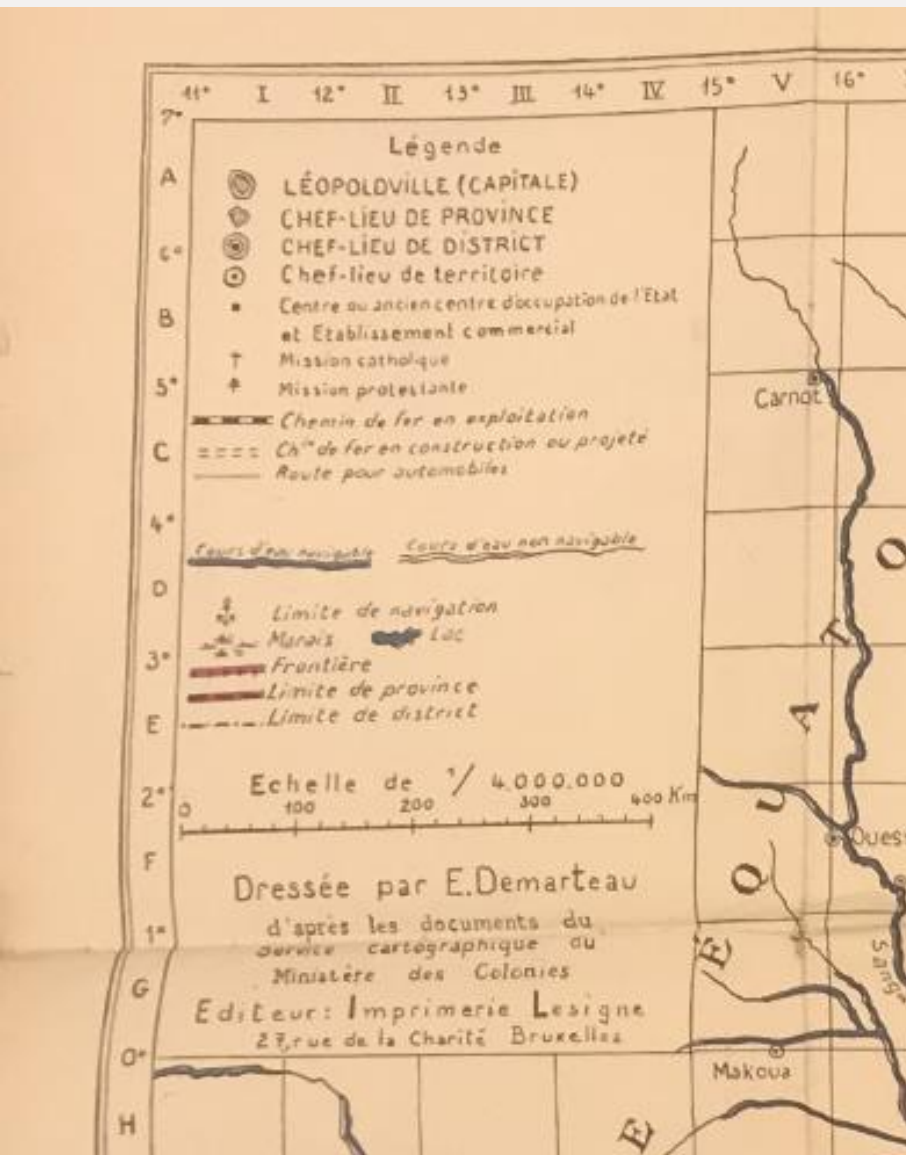 11° I 12° II 13° III 14° IV 15° V 16°
7°
A
6°
B
5°
C
4°
D
3°
E
2°
F
1°
G
0°
H
Légende
LÉOPOLDVILLE (CAPITALE)
CHEF-LIEU DE PROVINCE
CHEF-LIEU DE DISTRICT
Chef-lieu de territoire
Centre ou ancien centre d'occupation de l'Etat
et Etablissement commercial
Mission catholique
Mission protestante
Chemin de fer en exploitation
Ch.in de fer en construction ou projeté
Route pour automobiles
Cours d'eau navigable Cours d'eau non navigable
Limite de navigation
Marais Lac
Frontière
Limite de province
Limite de district
Echelle de 1/4.000.000
0 100 200 300 400 Km
Dressée par E.Demarteau
d'après les documents du
service cartographique du
Ministère des Colonies
Editeur: Imprimerie Lesigne
27, rue de la Charité Bruxelles
Carnot
Ouess
Sang
Makoua
E É Q U A T O